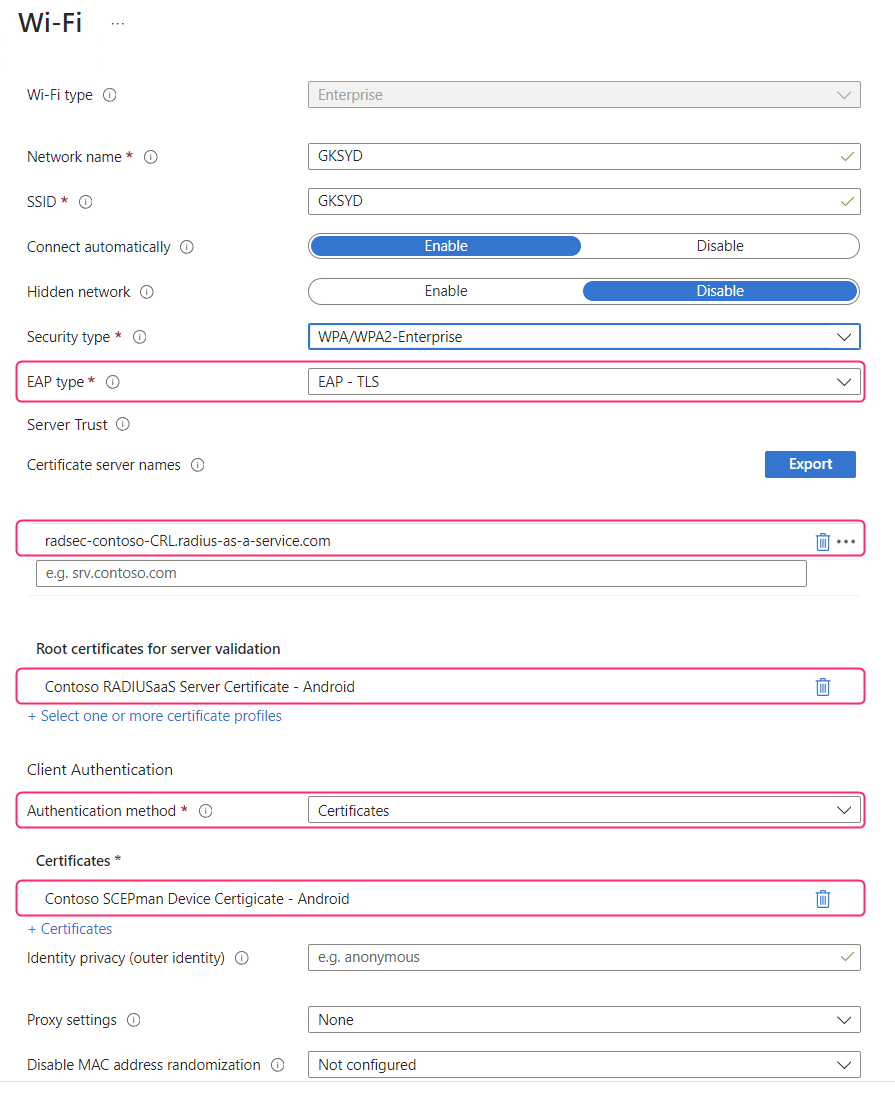 Wi-Fi ...
Wi-Fi type Enterprise
Network name * GKSYD
SSID * GKSYD
Connect automatically Enable Disable
Hidden network Enable Disable
Security type * WPA/WPA2-Enterprise
EAP type * EAP - TLS
Server Trust
Certificate server names Export
radsec-contoso-CRL.radius-as-a-service.com
e.g. srv.contoso.com
Root certificates for server validation
Contoso RADIUSaaS Server Certificate - Android
+ Select one or more certificate profiles
Client Authentication
Authentication method * Certificates
Certificates *
Contoso SCEPman Device Certigicate - Android
+ Certificates
Identity privacy (outer identity) e.g. anonymous
Proxy settings None
Disable MAC address randomization Not configured